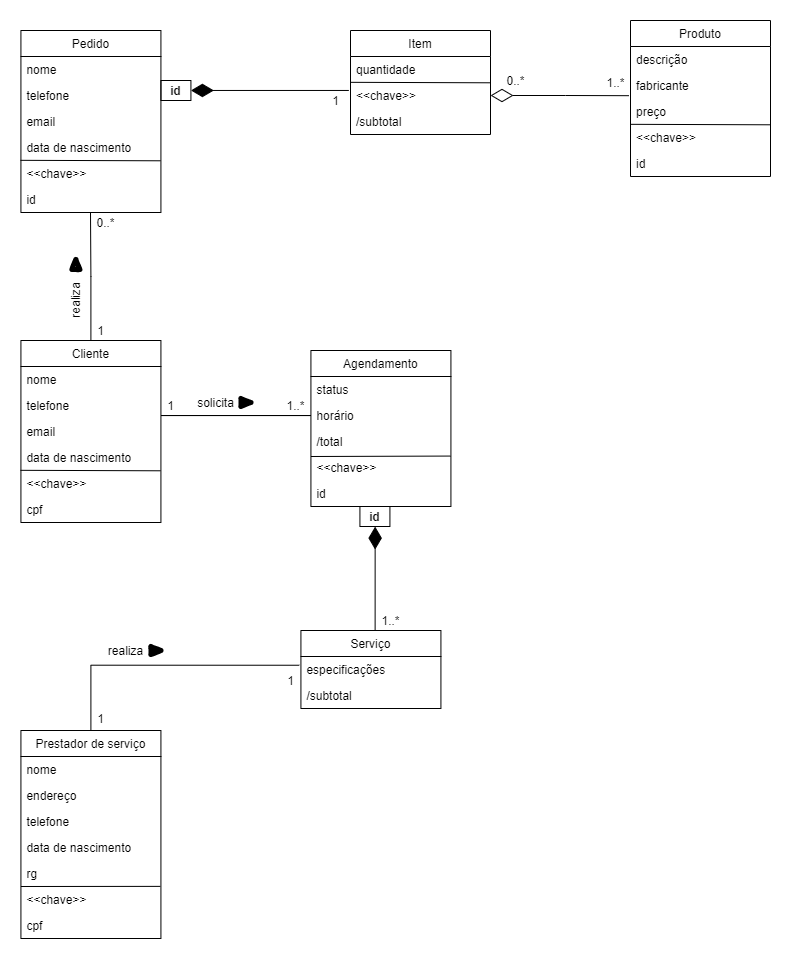 Pedido
nome
telefone
email
data de nascimento
<<chave>>
id
id
1
Item
quantidade
<<chave>>
/subtotal
0..*
1..*
Produto
descrição
fabricante
preço
<<chave>>
id
0..*
realiza
1
Cliente
nome
telefone
email
data de nascimento
<<chave>>
cpf
1
solicita
1..*
Agendamento
status
horário
/total
<<chave>>
id
id
1..*
Serviço
especificações
/subtotal
realiza
1
1
Prestador de serviço
nome
endereço
telefone
data de nascimento
rg
<<chave>>
cpf